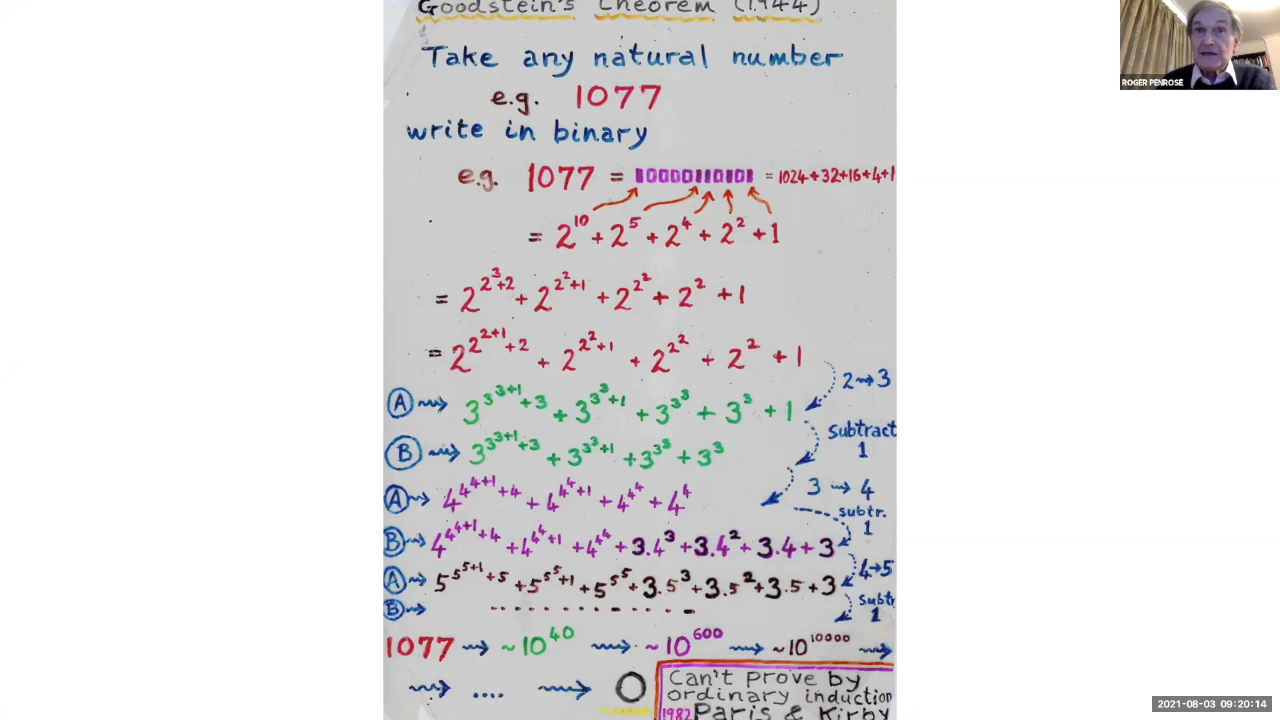 Goodstein's Theorem (1944)
Take any natural number
e.g. 1077
write in binary
e.g. 1077 = 10000110101 = 1024+32+16+4+1
= 2^10 + 2^5 + 2^4 + 2^2 + 1
= 2^(2^3+2) + 2^(2^2+1) + 2^(2^2) + 2^2 + 1
= 2^(2^(2+1)+2) + 2^(2^2+1) + 2^(2^2) + 2^2 + 1
2 → 3
A → 3^(3^(3+1)+3) + 3^(3^3+1) + 3^(3^3) + 3^3 + 1
subtract
1
B → 3^(3^(3+1)+3) + 3^(3^3+1) + 3^(3^3) + 3^3
3 → 4
A → 4^(4^(4+1)+4) + 4^(4^4+1) + 4^(4^4) + 4^4
subtr.
1
B → 4^(4^(4+1)+4) + 4^(4^4+1) + 4^(4^4) + 3.4^3 + 3.4^2 + 3.4 + 3
4→5
A → 5^(5^(5+1)+5) + 5^(5^5+1) + 5^(5^5) + 3.5^3 + 3.5^2 + 3.5 + 3
B → ..............
subtr
1
1077 → ~10^40 → ~10^600 → ~10^10000 →
→ .... → 0
Can't prove by
ordinary induction
1982 Paris & Kirby
ROGER PENROSE
2021-08-03 09:20:14